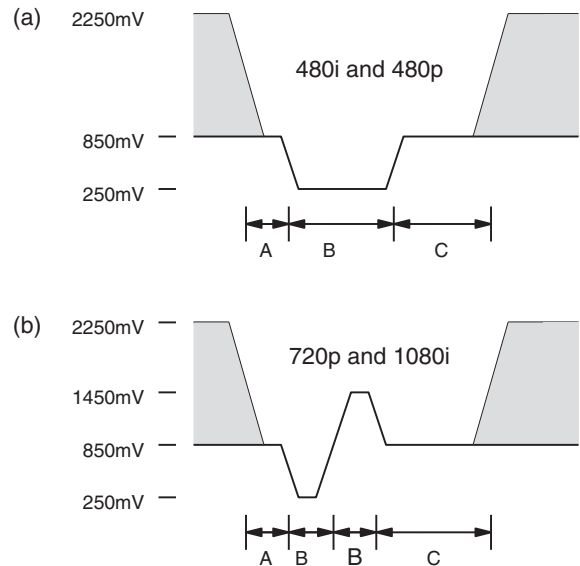 (a)
2250mV
480i and 480p
850mV
250mV
A B C
(b)
2250mV
720p and 1080i
1450mV
850mV
250mV
A B B C